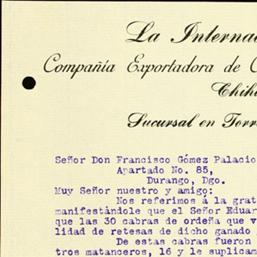 La Interna
Compañía Exportadora de
Chih
Sucursal en Torr
Señor Don Francisco Gómez Palacio
Apartado No. 85,
Durango, Dgo.
Muy Señor nuestro y amigo:
Nos referimos á la grat
manifestándole que el Señor Eduar
que las 30 cabras de ordeña que v
lidad de retesas de dicho ganado
De estas cabras fueron
tros matanceros, 16 y le suplicam